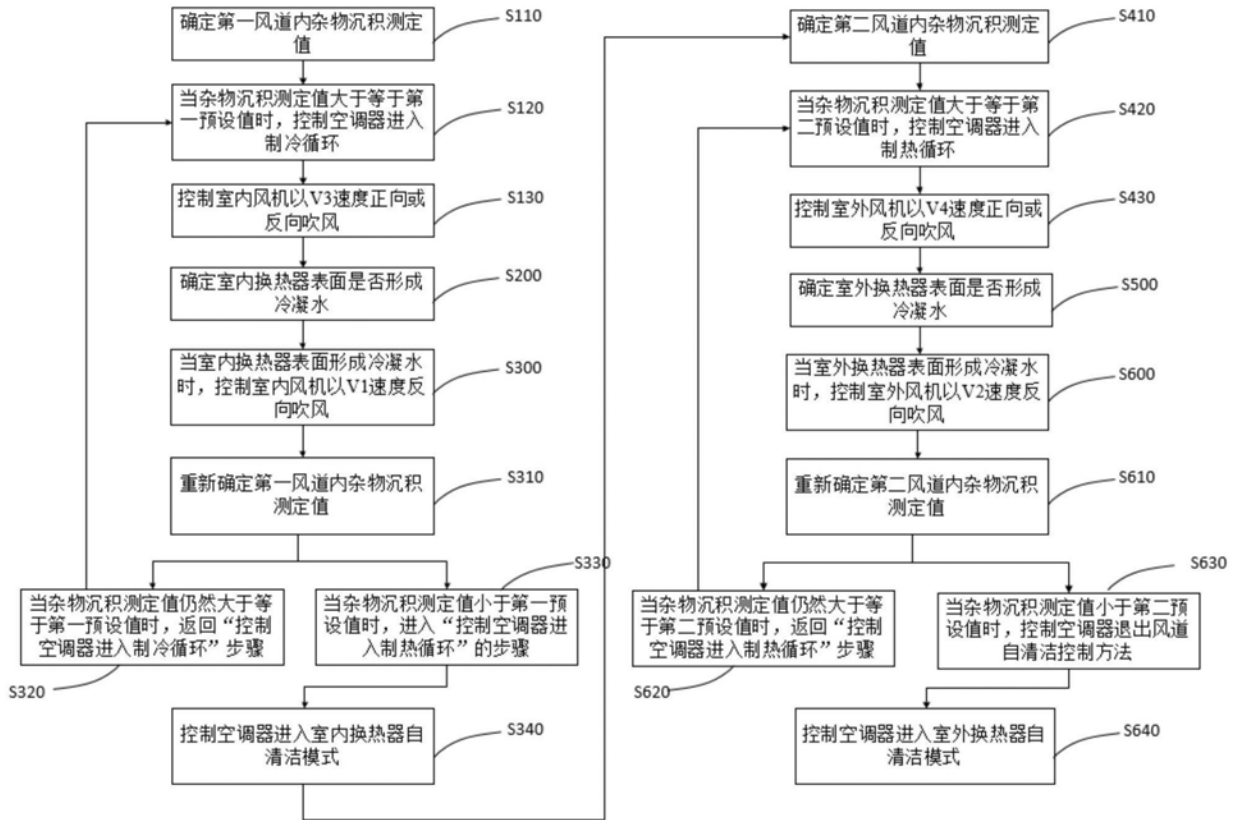 确定第一风道内杂物沉积测定
值
S110
当杂物沉积测定值大于等于第
一预设值时，控制空调器进入
制冷循环
S120
控制室内风机以V3速度正向或
反向吹风
S130
确定室内换热器表面是否形成
冷凝水
S200
当室内换热器表面形成冷凝水
时，控制室内风机以V1速度反
向吹风
S300
重新确定第一风道内杂物沉积
测定值
S310
当杂物沉积测定值仍然大于等
于第一预设值时，返回“控制
空调器进入制冷循环”步骤
S320
当杂物沉积测定值小于第一预
设值时，进入“控制空调器进
入制热循环”的步骤
S330
控制空调器进入室内换热器自
清洁模式
S340
确定第二风道内杂物沉积测定
值
S410
当杂物沉积测定值大于等于第
二预设值时，控制空调器进入
制热循环
S420
控制室外风机以V4速度正向或
反向吹风
S430
确定室外换热器表面是否形成
冷凝水
S500
当室外换热器表面形成冷凝水
时，控制室外风机以V2速度反
向吹风
S600
重新确定第二风道内杂物沉积
测定值
S610
当杂物沉积测定值仍然大于等
于第二预设值时，返回“控制
空调器进入制热循环”步骤
S620
当杂物沉积测定值小于第二预
设值时，控制空调器退出风道
自清洁控制方法
S630
控制空调器进入室外换热器自
清洁模式
S640